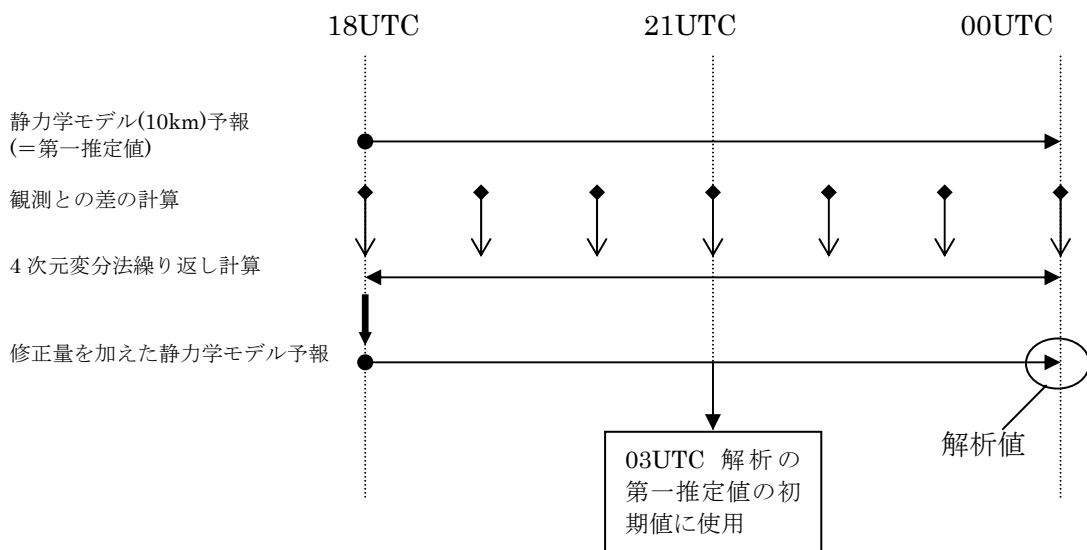 18UTC
21UTC
00UTC
静力学モデル(10km)予報
(＝第一推定値)
観測との差の計算
4 次元変分法繰り返し計算
修正量を加えた静力学モデル予報
解析値
03UTC 解析の
第一推定値の初
期値に使用